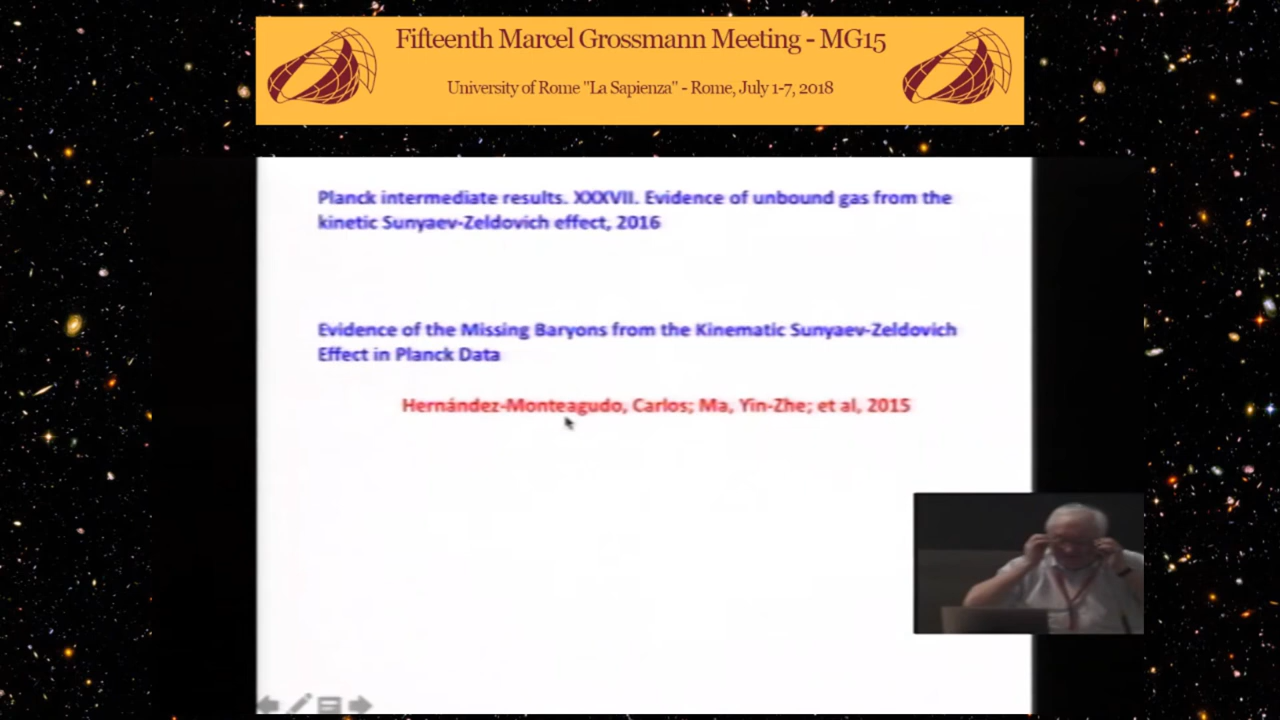 Fifteenth Marcel Grossmann Meeting - MG15
University of Rome "La Sapienza" - Rome, July 1-7, 2018
Planck intermediate results. XXXVII. Evidence of unbound gas from the
kinetic Sunyaev-Zeldovich effect, 2016
Evidence of the Missing Baryons from the Kinematic Sunyaev-Zeldovich
Effect in Planck Data
Hernández-Monteagudo, Carlos; Ma, Yin-Zhe; et al, 2015